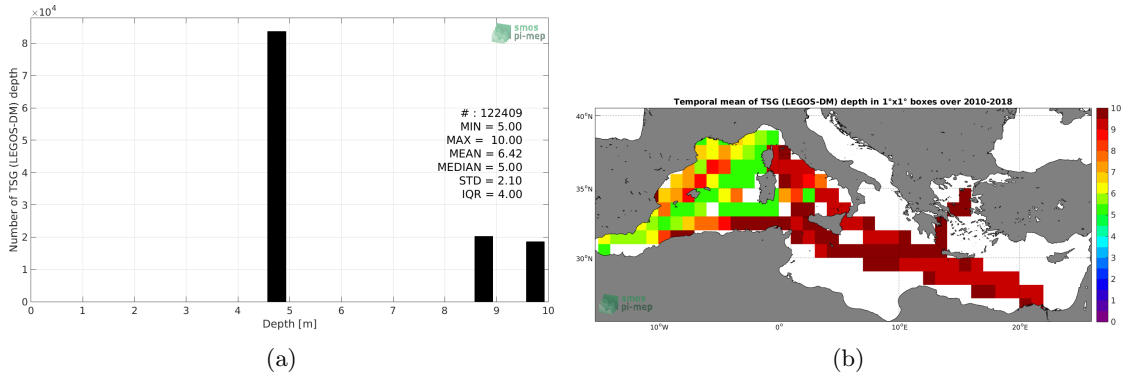 ×10⁴
9
8
7
6
5
4
3
2
1
0
Number of TSG (LEGOS-DM) depth
smos
pi-mep
# : 122409
MIN = 5.00
MAX = 10.00
MEAN = 6.42
MEDIAN = 5.00
STD = 2.10
IQR = 4.00
0 1 2 3 4 5 6 7 8 9 10
Depth [m]
(a)
Temporal mean of TSG (LEGOS-DM) depth in 1°x1° boxes over 2010-2018
40°N
35°N
30°N
10°W 0° 10°E 20°E
smos
pi-mep
10
9
8
7
6
5
4
3
2
1
0
(b)